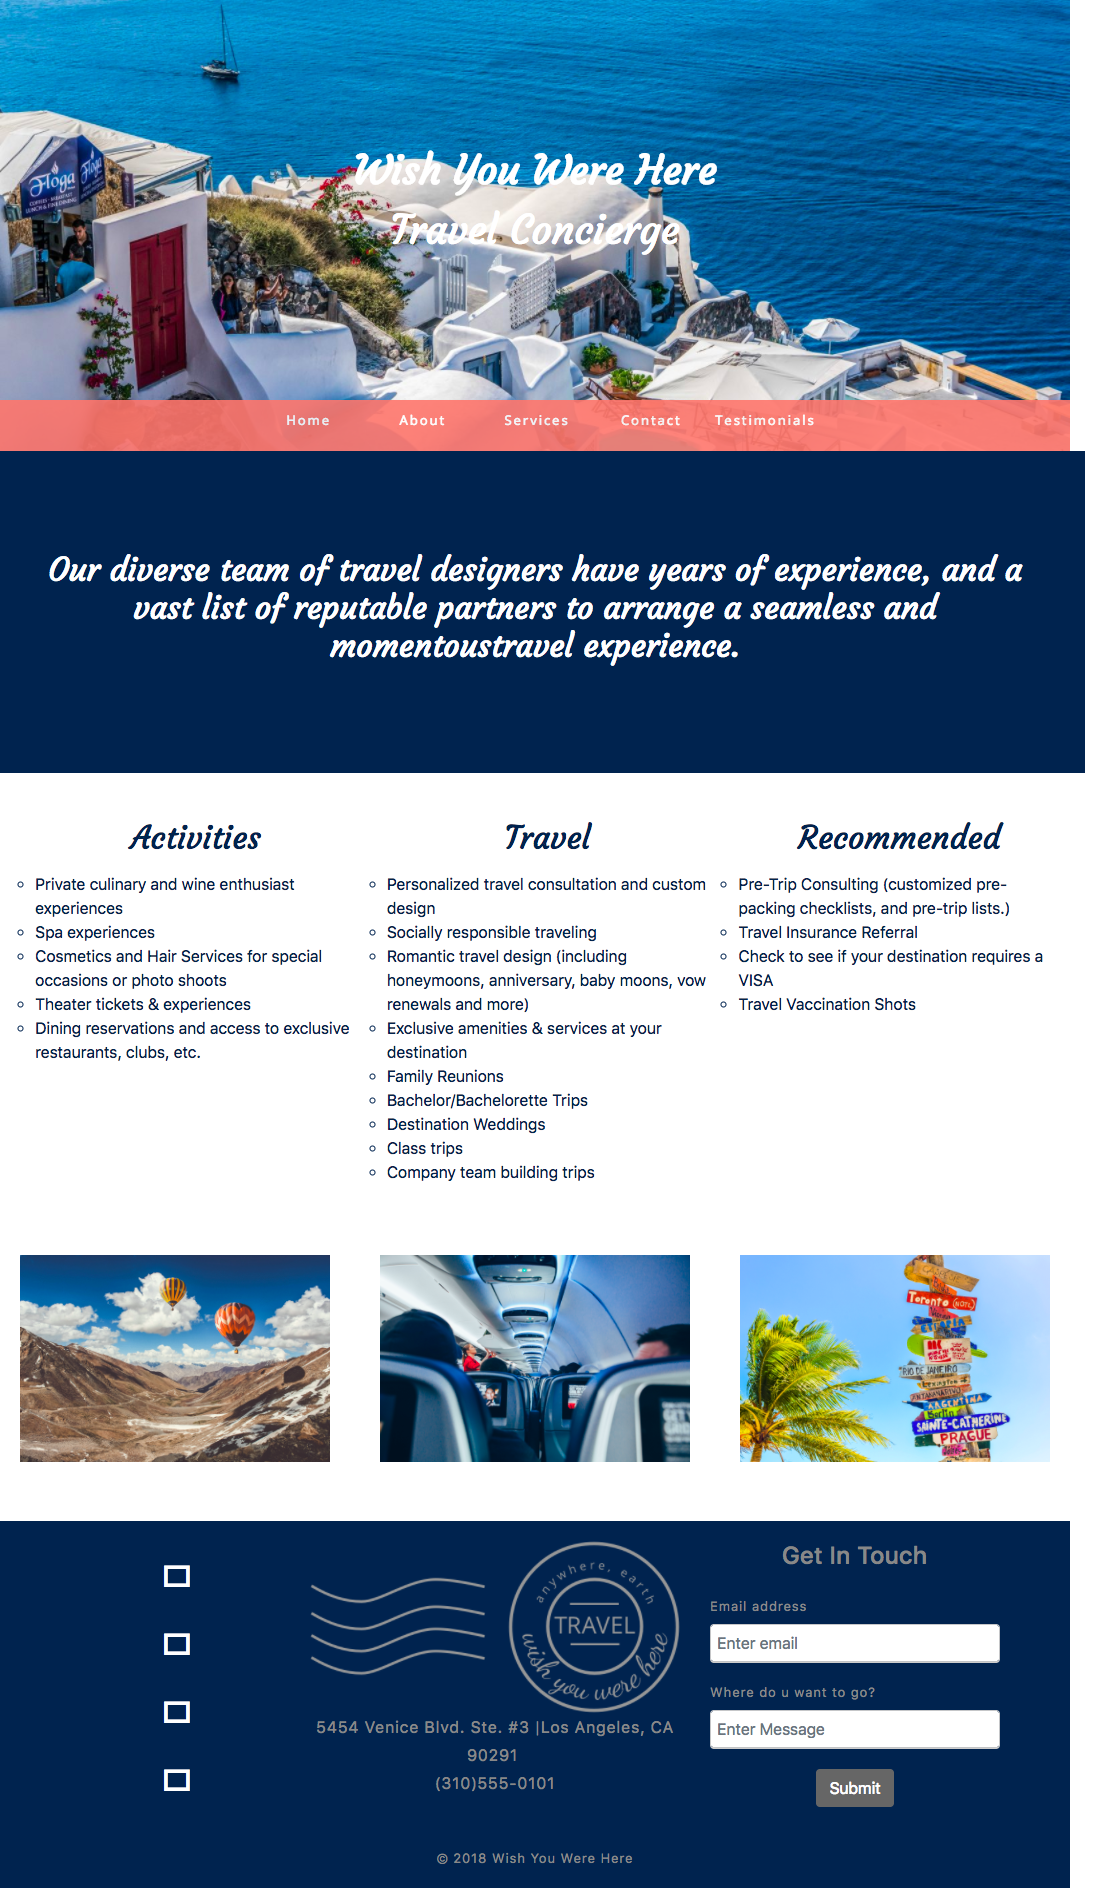 Floga
Wish You Were Here
Travel Concierge
Home About Services Contact Testimonials
Our diverse team of travel designers have years of experience, and a
vast list of reputable partners to arrange a seamless and
momentoustravel experience.
Activities
Private culinary and wine enthusiast
experiences
Spa experiences
Cosmetics and Hair Services for special
occasions or photo shoots
Theater tickets & experiences
Dining reservations and access to exclusive
restaurants, clubs, etc.
Travel
Personalized travel consultation and custom
design
Socially responsible traveling
Romantic travel design (including
honeymoons, anniversary, baby moons, vow
renewals and more)
Exclusive amenities & services at your
destination
Family Reunions
Bachelor/Bachelorette Trips
Destination Weddings
Class trips
Company team building trips
Recommended
Pre-Trip Consulting (customized pre-
packing checklists, and pre-trip lists.)
Travel Insurance Referral
Check to see if your destination requires a
VISA
Travel Vaccination Shots
Toronto
RIO DE JANEIRO
ARGENTINA
Berlin
SAINTE-CATHERINE
PRAGUE
anywhere, earth
TRAVEL
wish you were here
5454 Venice Blvd. Ste. #3 |Los Angeles, CA
90291
(310)555-0101
Get In Touch
Email address
Enter email
Where do u want to go?
Enter Message
Submit
© 2018 Wish You Were Here